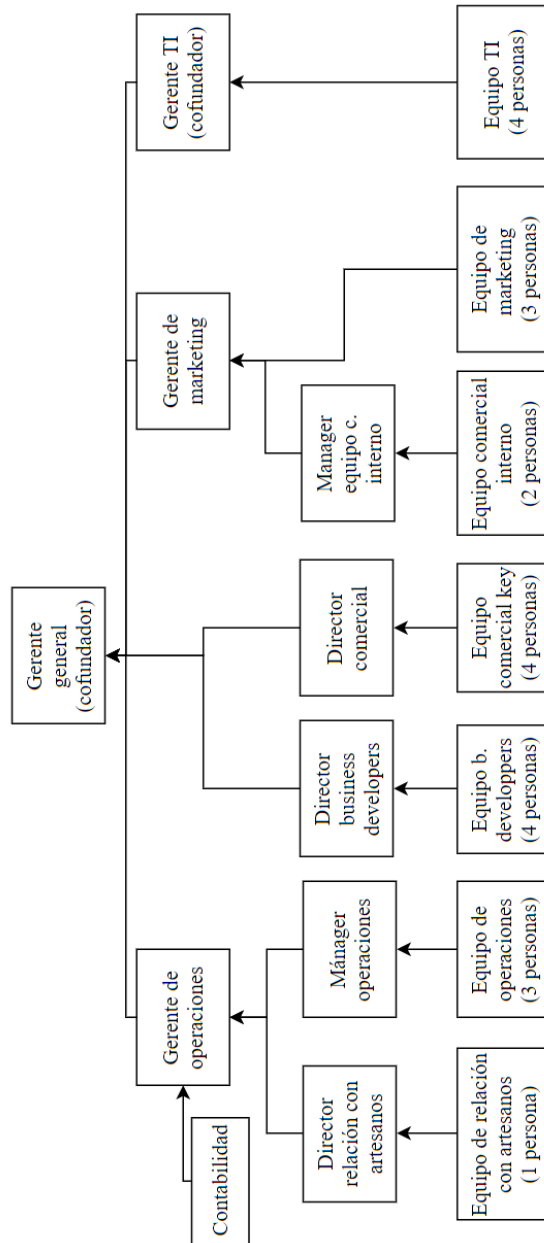 Gerente
general
(cofundador)
Gerente de
operaciones
Gerente de
marketing
Gerente TI
(cofundador)
Contabilidad
Director
relación con
artesanos
Mánager
operaciones
Director
business
developers
Director
comercial
Manager
equipo c.
interno
Equipo de relación
con artesanos
(1 persona)
Equipo de
operaciones
(3 personas)
Equipo b.
developpers
(4 personas)
Equipo
comercial key
(4 personas)
Equipo comercial
interno
(2 personas)
Equipo de
marketing
(3 personas)
Equipo TI
(4 personas)